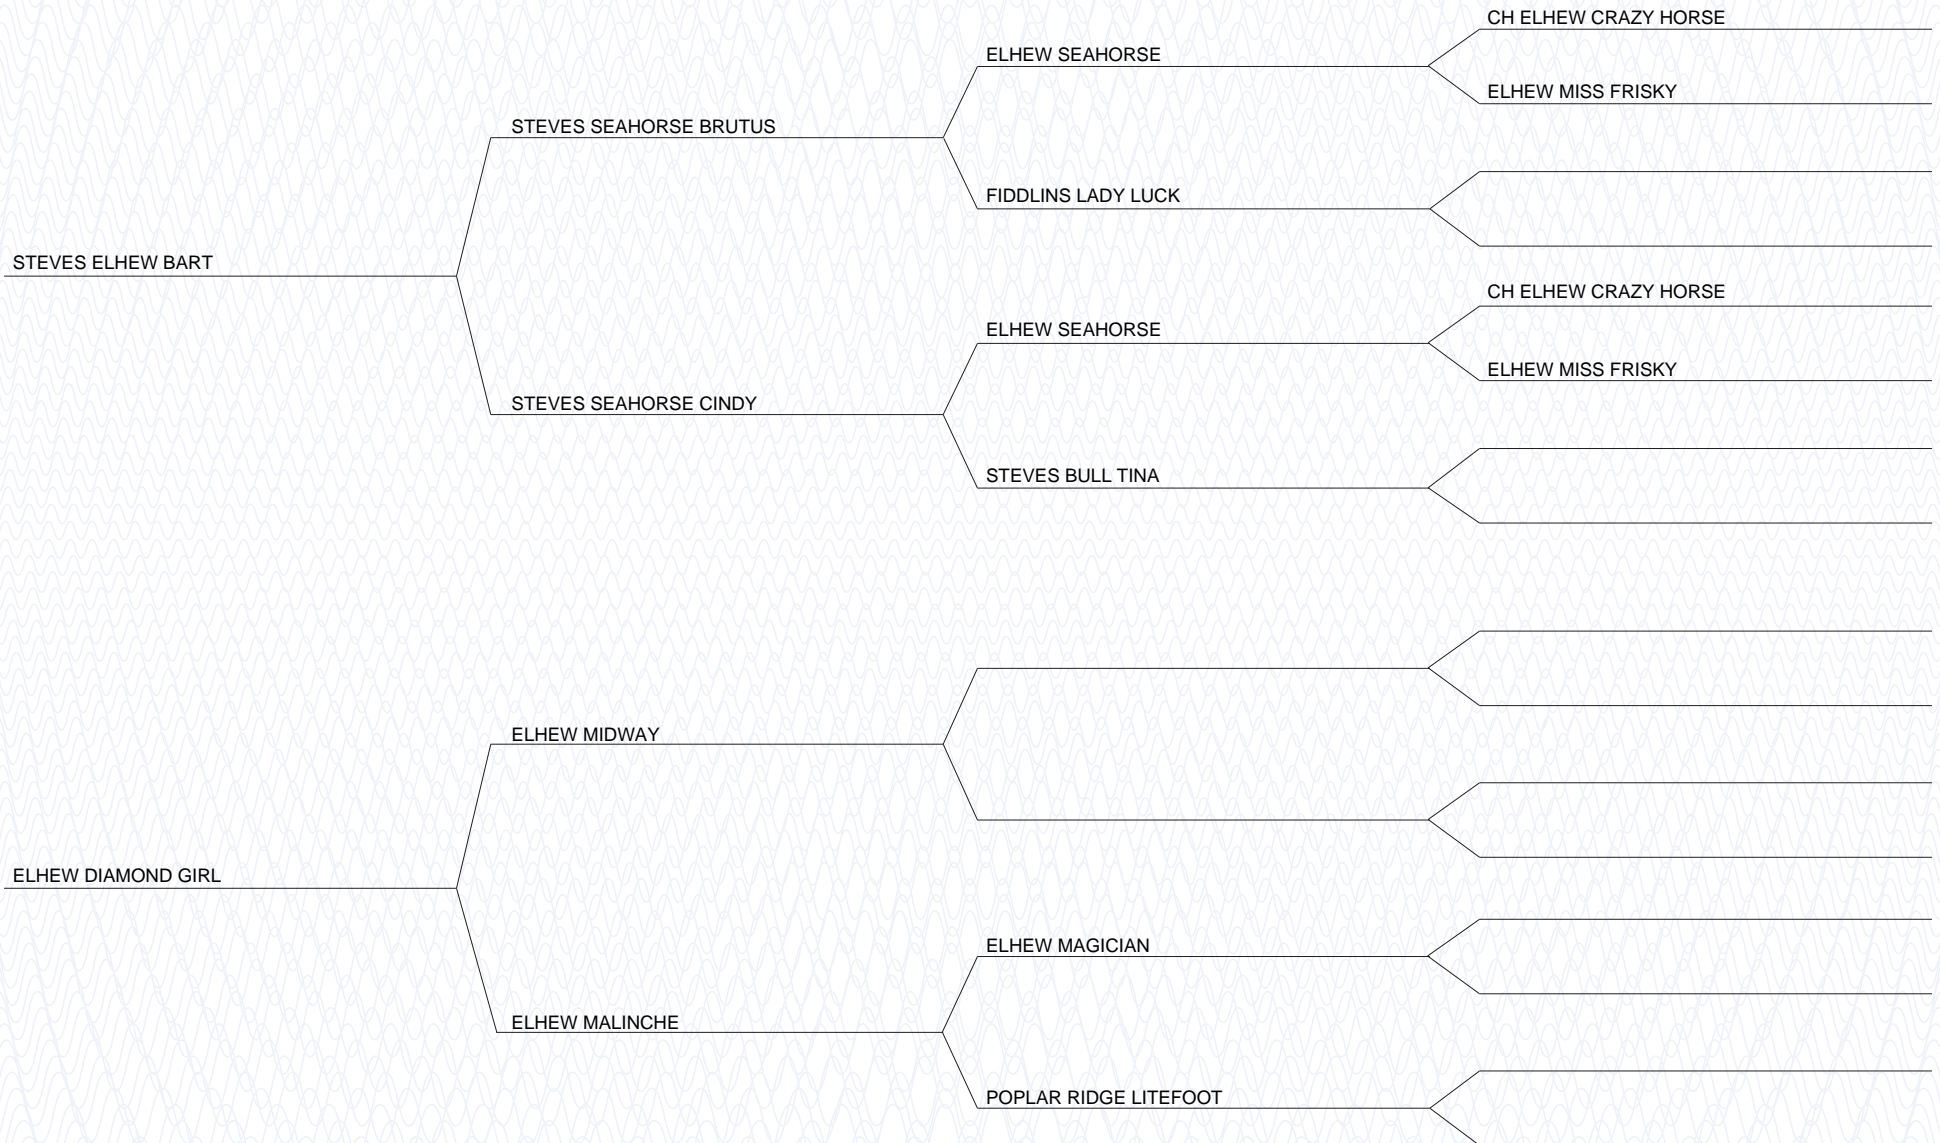 CH ELHEW CRAZY HORSE
ELHEW SEAHORSE
ELHEW MISS FRISKY
STEVES SEAHORSE BRUTUS
FIDDLINS LADY LUCK
STEVES ELHEW BART
CH ELHEW CRAZY HORSE
ELHEW SEAHORSE
ELHEW MISS FRISKY
STEVES SEAHORSE CINDY
STEVES BULL TINA
ELHEW MIDWAY
ELHEW DIAMOND GIRL
ELHEW MAGICIAN
ELHEW MALINCHE
POPLAR RIDGE LITEFOOT